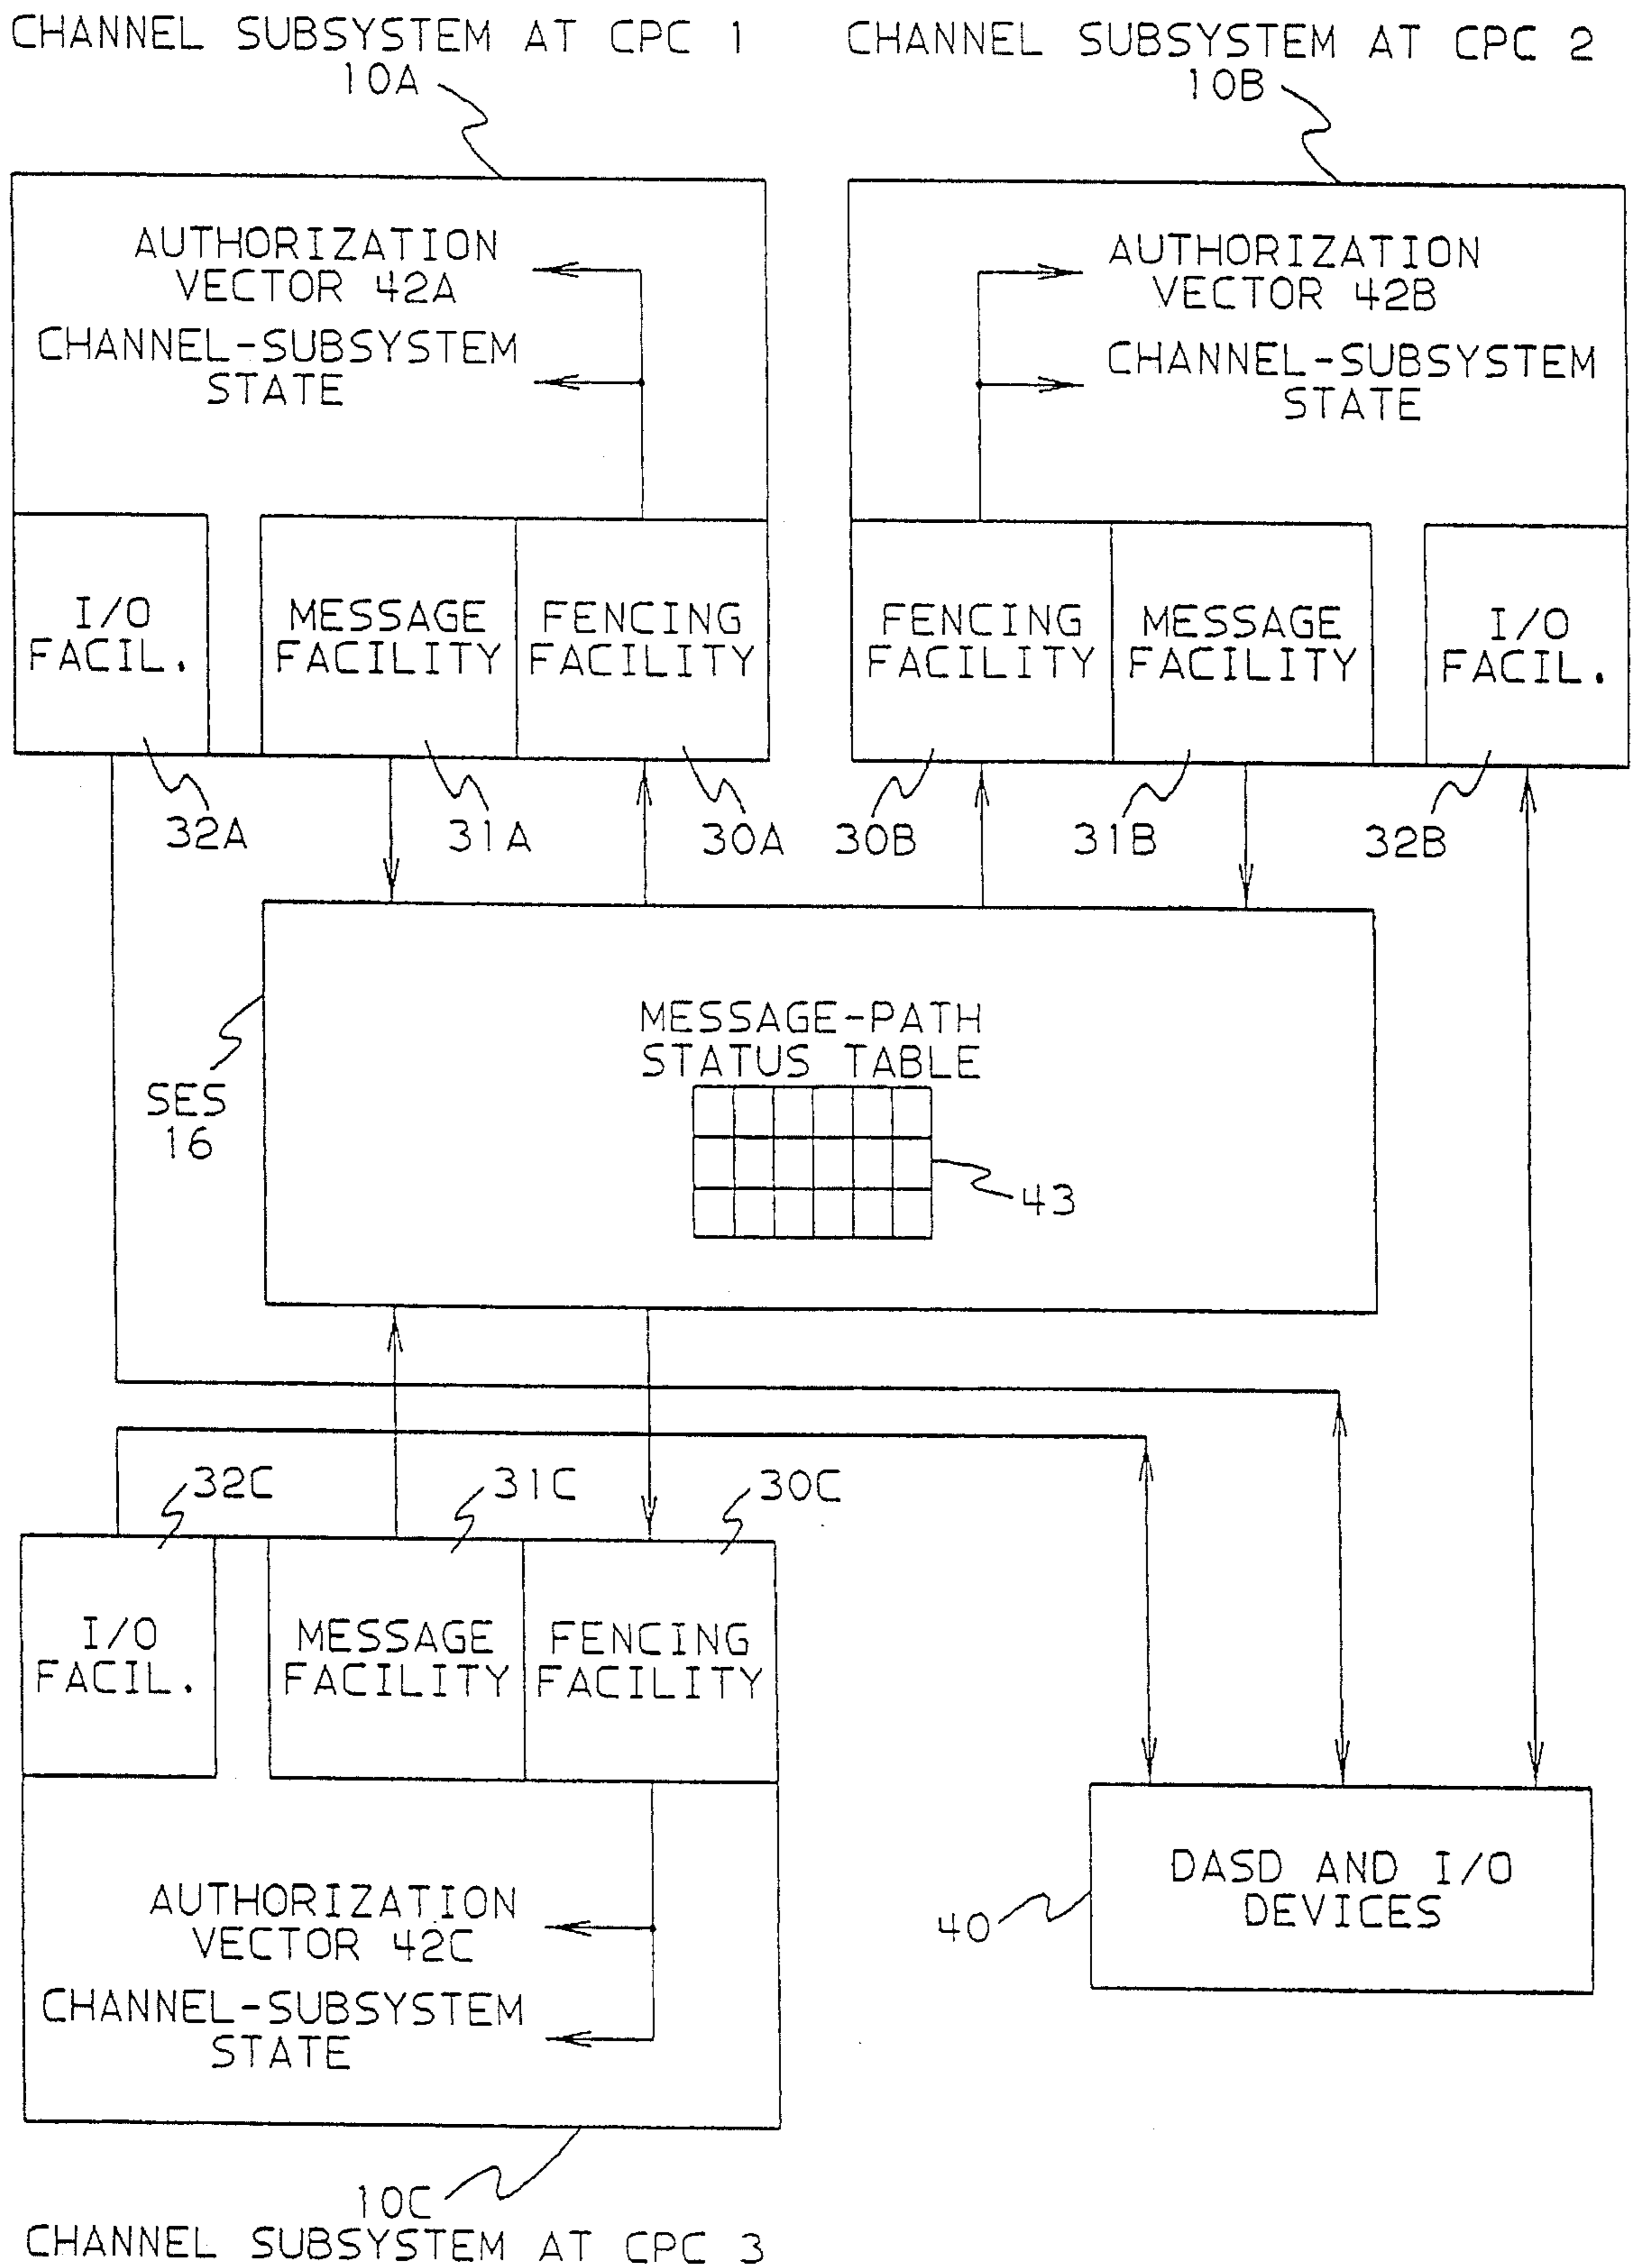 CHANNEL SUBSYSTEM AT CPC 1
10A
CHANNEL SUBSYSTEM AT CPC 2
10B
AUTHORIZATION
VECTOR 42A
CHANNEL-SUBSYSTEM
STATE
AUTHORIZATION
VECTOR 42B
CHANNEL-SUBSYSTEM
STATE
I/O
FACIL.
MESSAGE
FACILITY
FENCING
FACILITY
FENCING
FACILITY
MESSAGE
FACILITY
I/O
FACIL.
32A
31A
30A
30B
31B
32B
MESSAGE-PATH
STATUS TABLE
SES
16
43
32C
31C
30C
I/O
FACIL.
MESSAGE
FACILITY
FENCING
FACILITY
AUTHORIZATION
VECTOR 42C
CHANNEL-SUBSYSTEM
STATE
DASD AND I/O
DEVICES
40
10C
CHANNEL SUBSYSTEM AT CPC 3